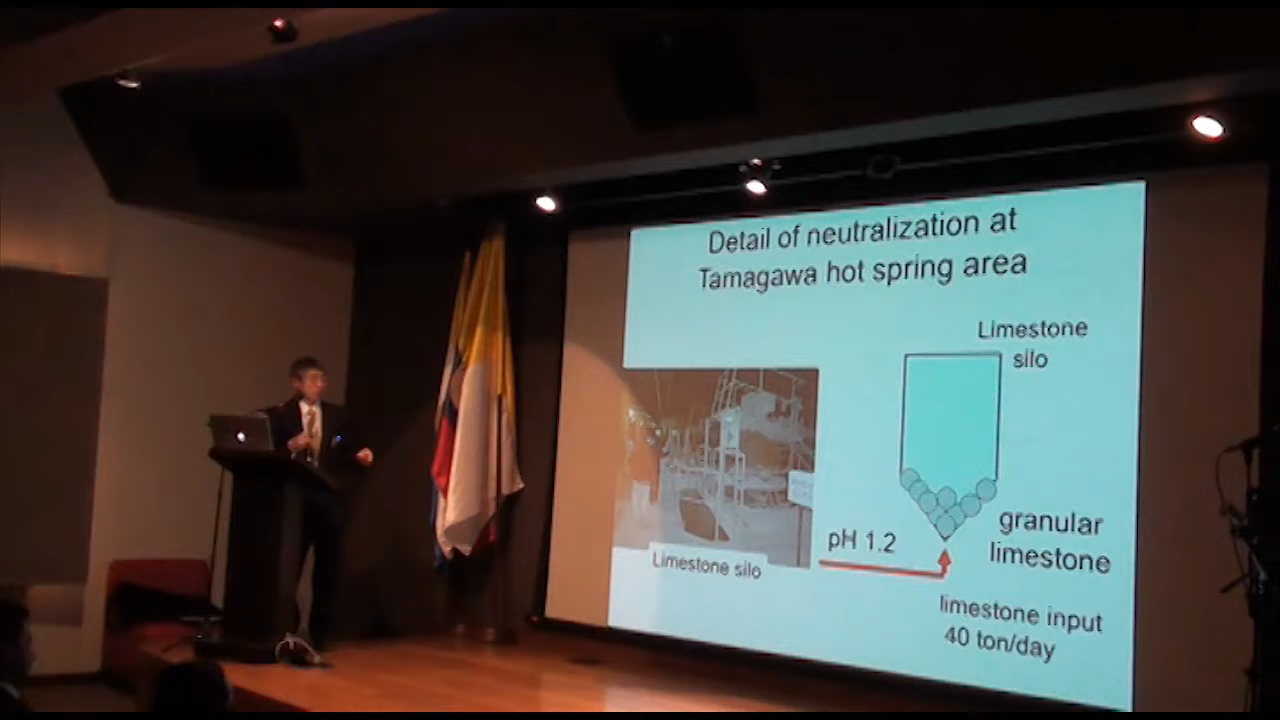 Detail of neutralization at
Tamagawa hot spring area
Limestone
silo
Limestone silo
pH 1.2
granular
limestone
limestone input
40 ton/day